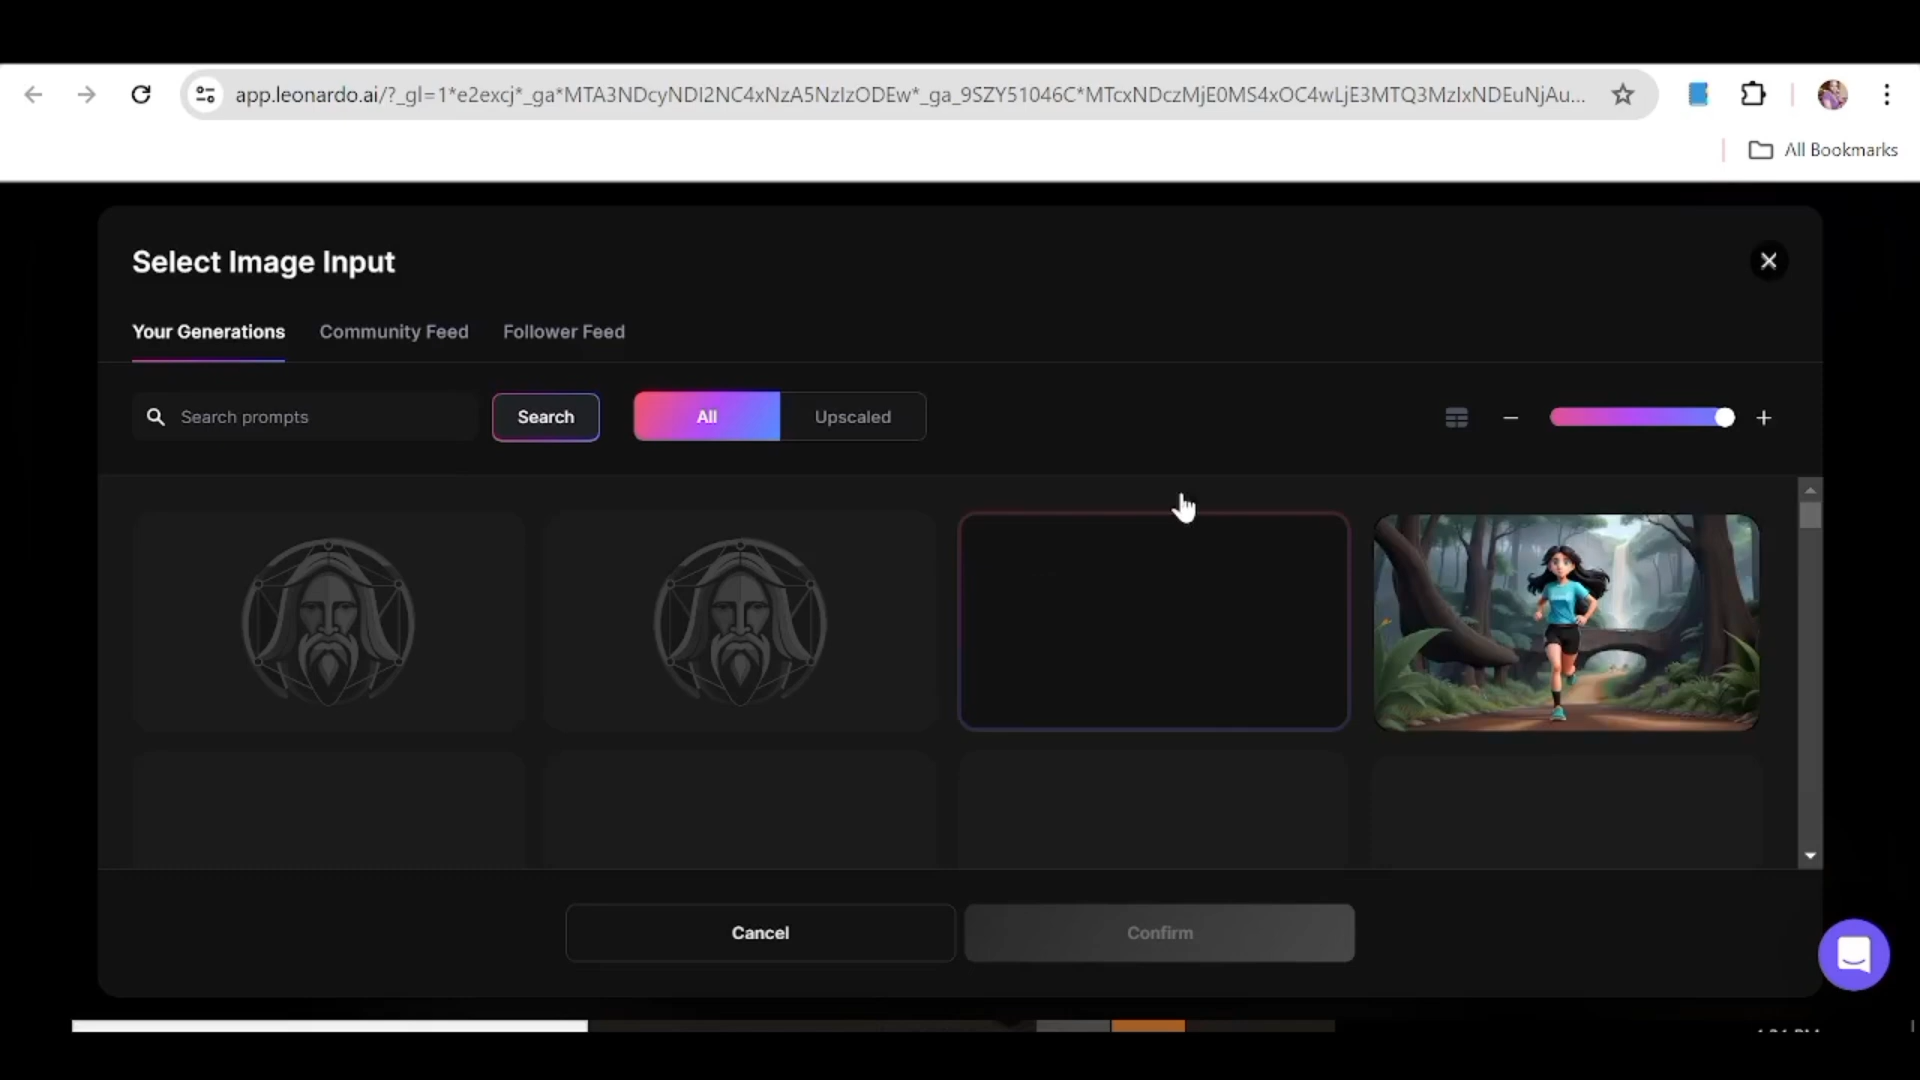 app.leonardo.ai/?_gl=1*e2excj*_ga*MTA3NDcyNDI2NC4xNzA5NzIzODEw*_ga_9SZY51046C*MTcxNDczMjE0MS4xOC4wLjE3MTQ3MzIxNDEuNjAu...
All Bookmarks
Select Image Input
Your Generations Community Feed Follower Feed
Search prompts Search All Upscaled
Cancel Confirm